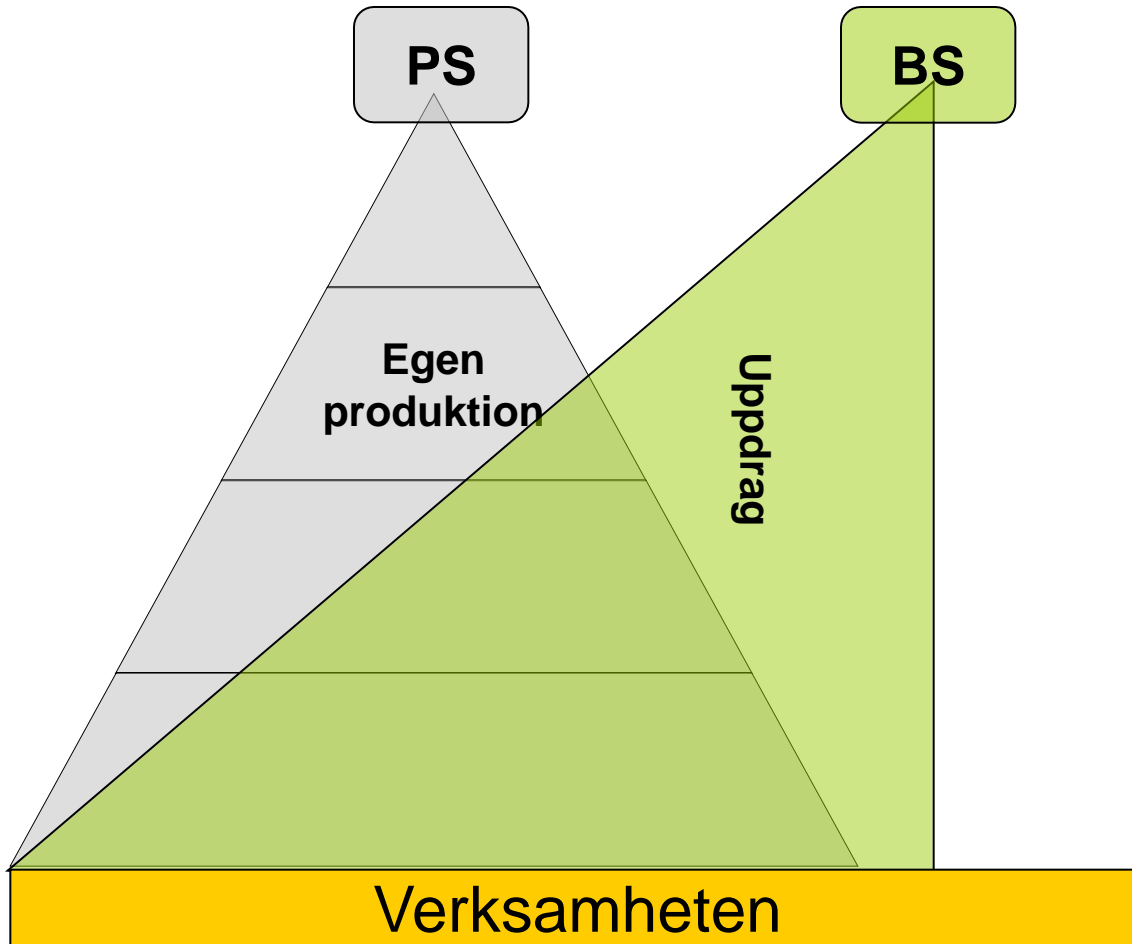 PS
BS
Egen
produktion
Uppdrag
Verksamheten